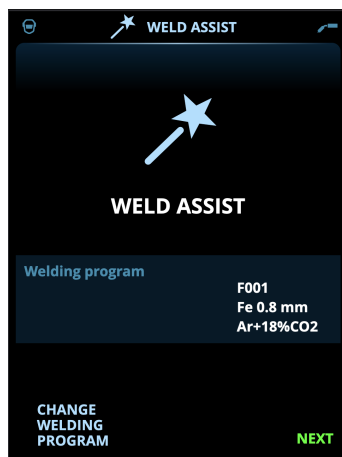 WELD ASSIST
WELD ASSIST
Welding program
F001
Fe 0.8 mm
Ar+18%CO2
CHANGE
WELDING
PROGRAM
NEXT